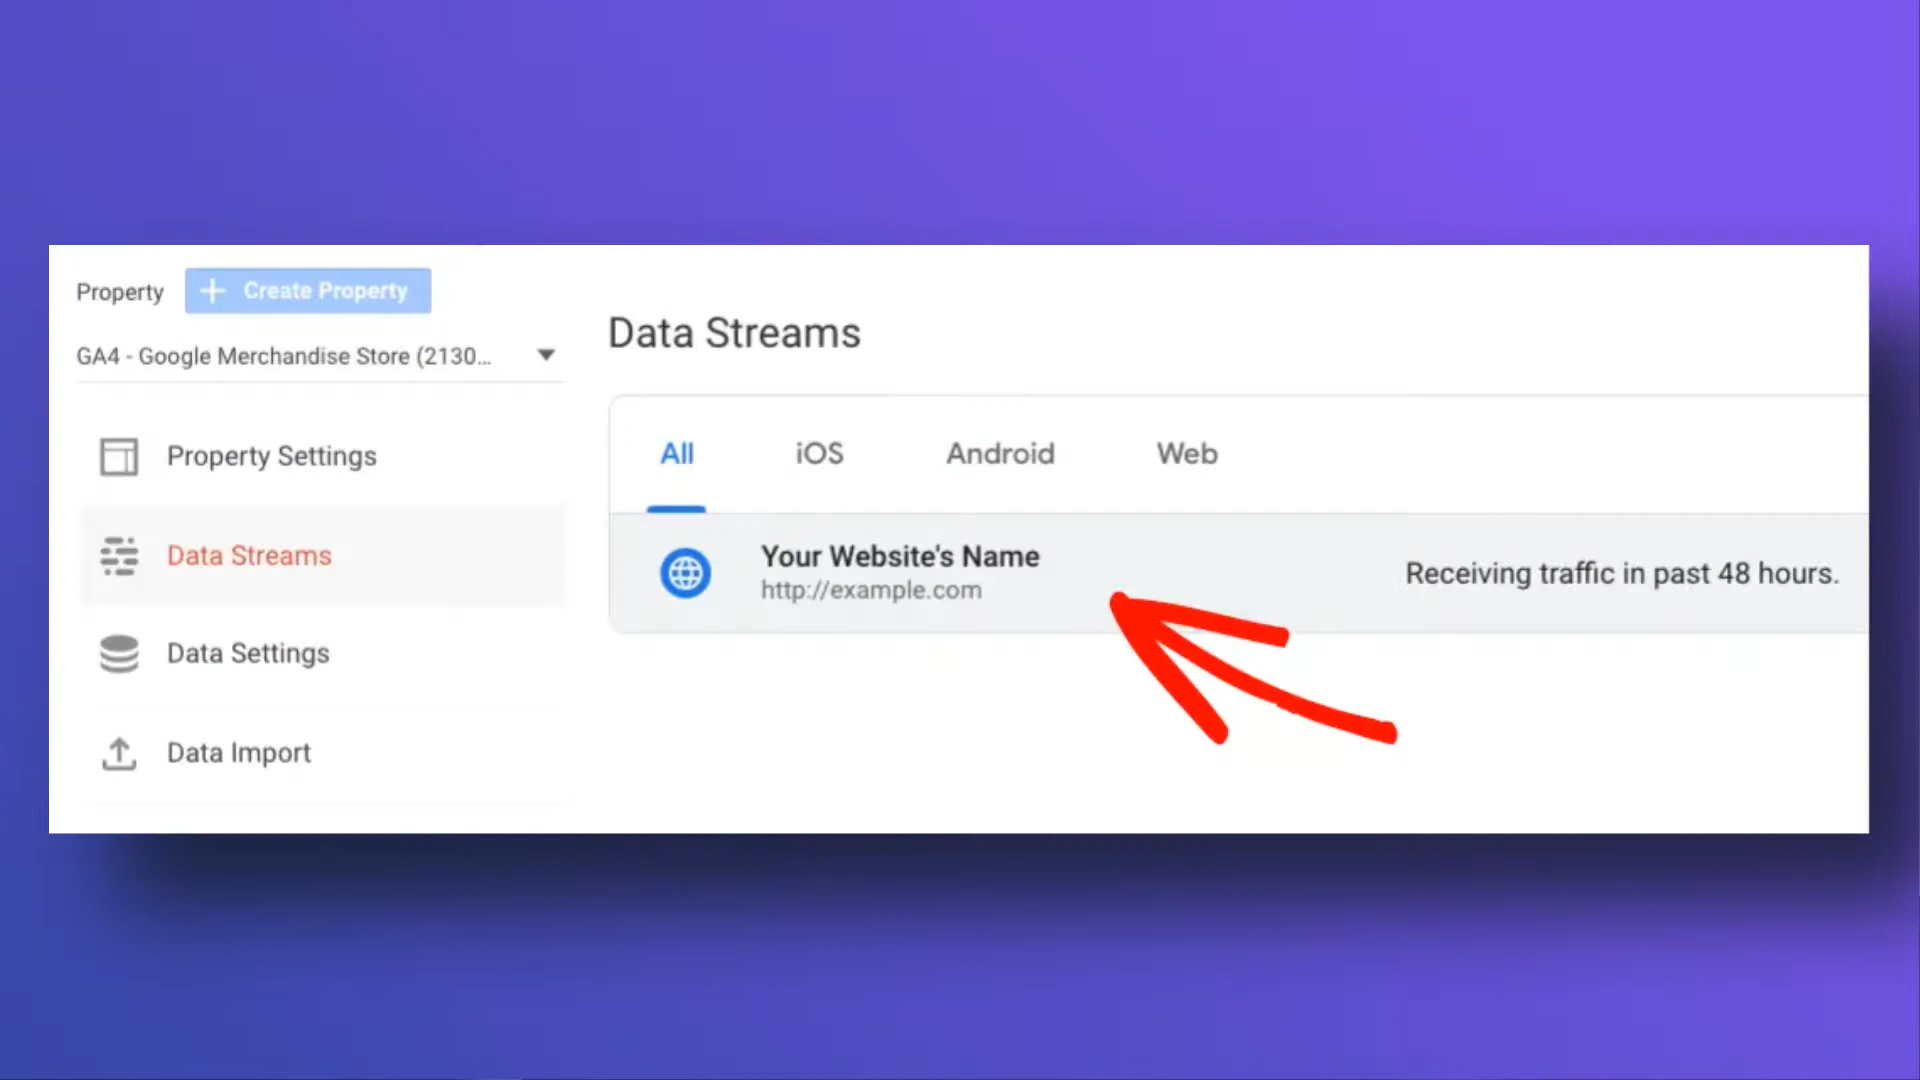 Property
Create Property
GA4 - Google Merchandise Store (2130...
Property Settings
Data Streams
Data Settings
Data Import
Data Streams
All iOS Android Web
Your Website's Name
http://example.com
Receiving traffic in past 48 hours.